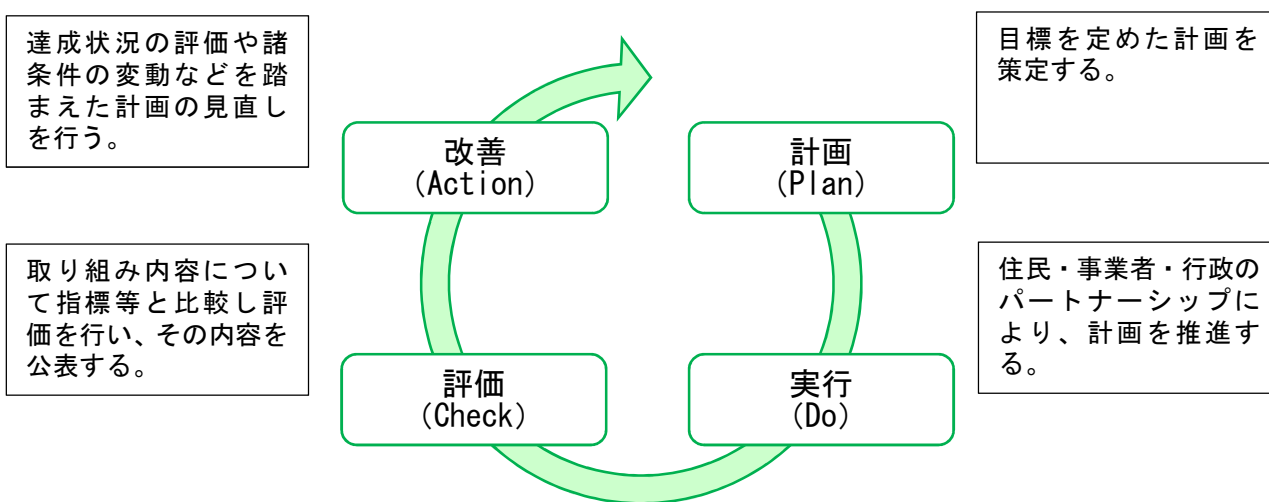 達成状況の評価や諸
条件の変動などを踏
まえた計画の見直し
を行う。
改善
(Action)
計画
(Plan)
目標を定めた計画を
策定する。
取り組み内容につい
て指標等と比較し評
価を行い、その内容を
公表する。
評価
(Check)
実行
(Do)
住民・事業者・行政の
パートナーシップに
より、計画を推進す
る。